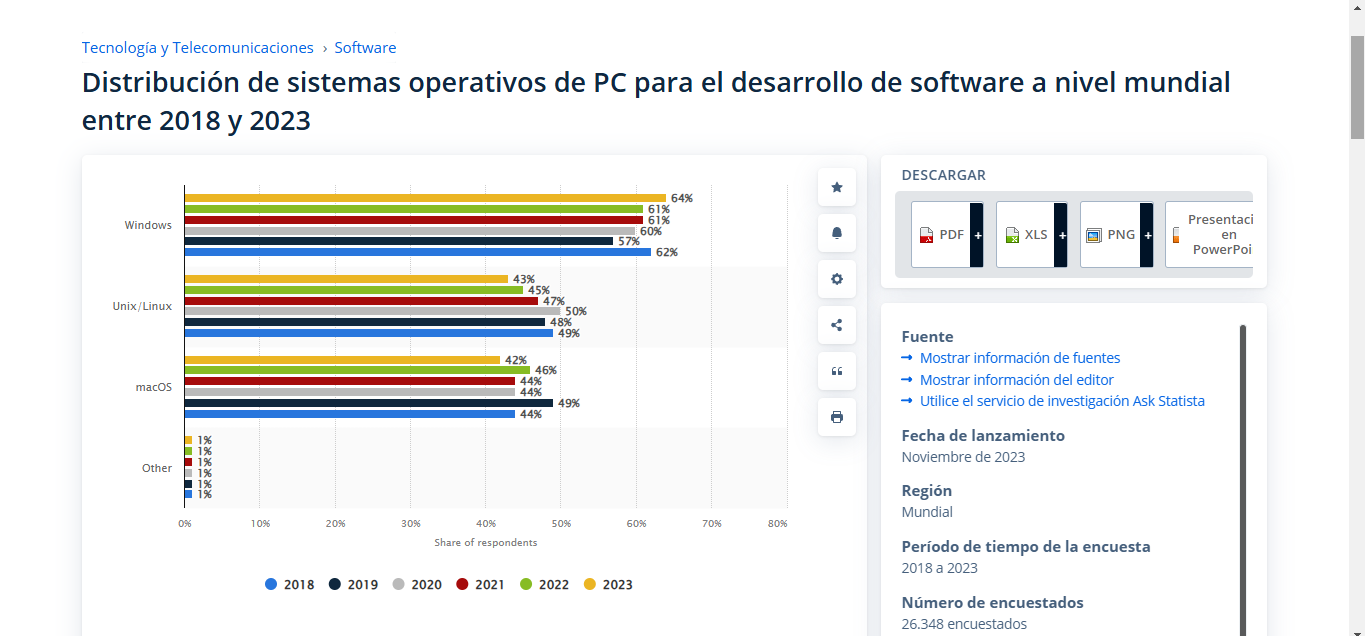 Tecnología y Telecomunicaciones › Software
Distribución de sistemas operativos de PC para el desarrollo de software a nivel mundial
entre 2018 y 2023
Windows
64%
61%
61%
60%
57%
62%
Unix/Linux
43%
45%
47%
50%
48%
49%
macOS
42%
46%
44%
44%
49%
44%
Other
1%
1%
1%
1%
1%
1%
0% 10% 20% 30% 40% 50% 60% 70% 80%
Share of respondents
2018 2019 2020 2021 2022 2023
DESCARGAR
PDF + XLS + PNG +
Presentaci
en
PowerPoi
Fuente
→ Mostrar información de fuentes
→ Mostrar información del editor
→ Utilice el servicio de investigación Ask Statista
Fecha de lanzamiento
Noviembre de 2023
Región
Mundial
Período de tiempo de la encuesta
2018 a 2023
Número de encuestados
26.348 encuestados